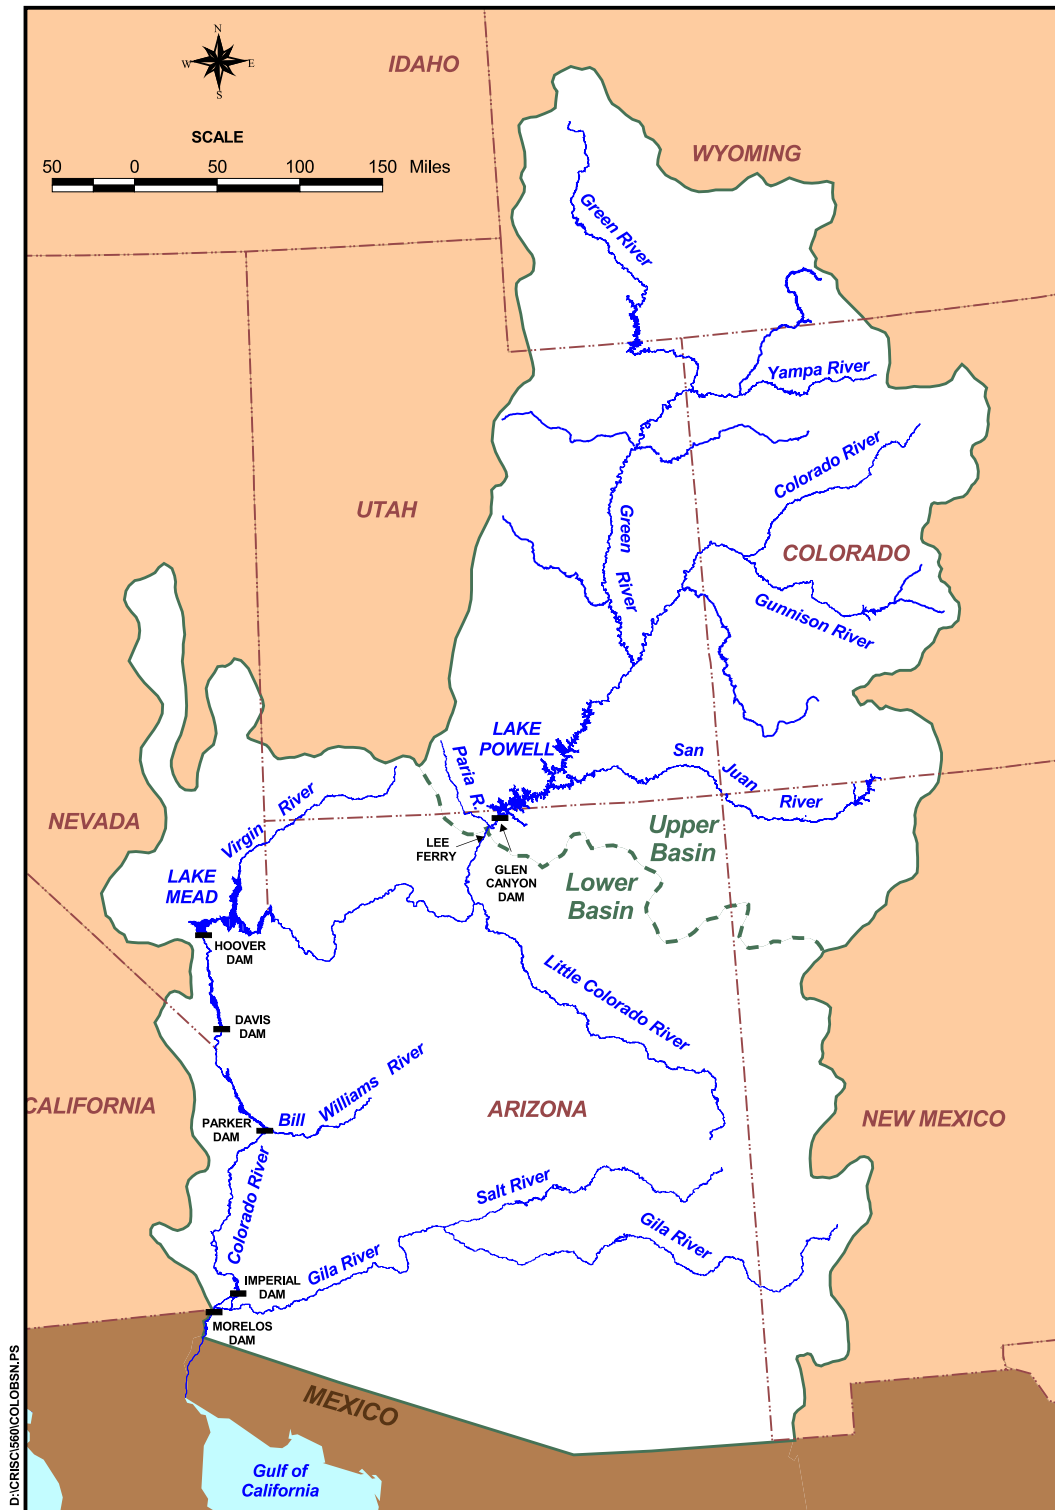 N
W
E
S
IDAHO
SCALE
50 0 50 100 150 Miles
WYOMING
Green River
Yampa River
Colorado River
UTAH
Green
River
COLORADO
Gunnison River
LAKE
POWELL
San
Juan
River
Paria R.
NEVADA
Virgin River
LEE
FERRY
GLEN
CANYON
DAM
Upper
Basin
Lower
Basin
LAKE
MEAD
HOOVER
DAM
Little Colorado River
DAVIS
DAM
CALIFORNIA
Bill Williams River
PARKER
DAM
ARIZONA
NEW MEXICO
Colorado River
Salt River
Gila River
Gila River
IMPERIAL
DAM
MORELOS
DAM
MEXICO
Gulf of
California
D:\CRISC\560\COLOBSN.PS